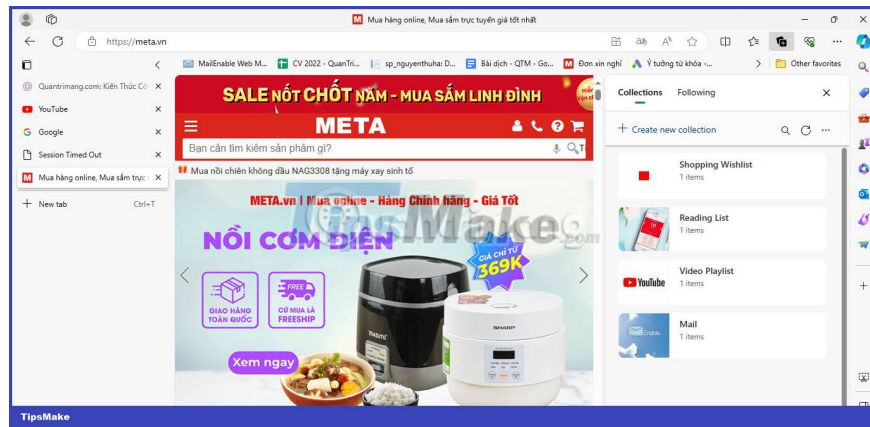 Mua hàng online, Mua sắm trực tuyến giá tốt nhất
https://meta.vn
MailEnable Web M...
CV 2022 - QuanTri...
sp_nguyenthuha: D...
Bài dịch - QTM - Go...
Đơn xin nghỉ
Ý tưởng từ khóa -...
Other favorites
Quantrimang.com: Kiến Thức Cô
YouTube
Google
Session Timed Out
Mua hàng online, Mua sắm trực t
New tab
Ctrl+T
SALE NỐT CHỐT NĂM - MUA SẮM LINH ĐÌNH
META
Bạn cần tìm kiếm sản phẩm gì?
Mua nồi chiên không dầu NAG3308 tặng máy xay sinh tố
META.vn | Mua online - Hàng Chính hãng - Giá Tốt
NỒI CƠM ĐIỆN
GIÁ CHỈ TỪ
369K
GIAO HÀNG
TOÀN QUỐC
FREE
CỨ MUA LÀ
FREESHIP
MATUTO
SHARP
Xem ngay
TipsMake.com
Collections
Following
Create new collection
Shopping Wishlist
1 items
Reading List
1 items
YouTube
Video Playlist
1 items
Mail
1 items
TipsMake